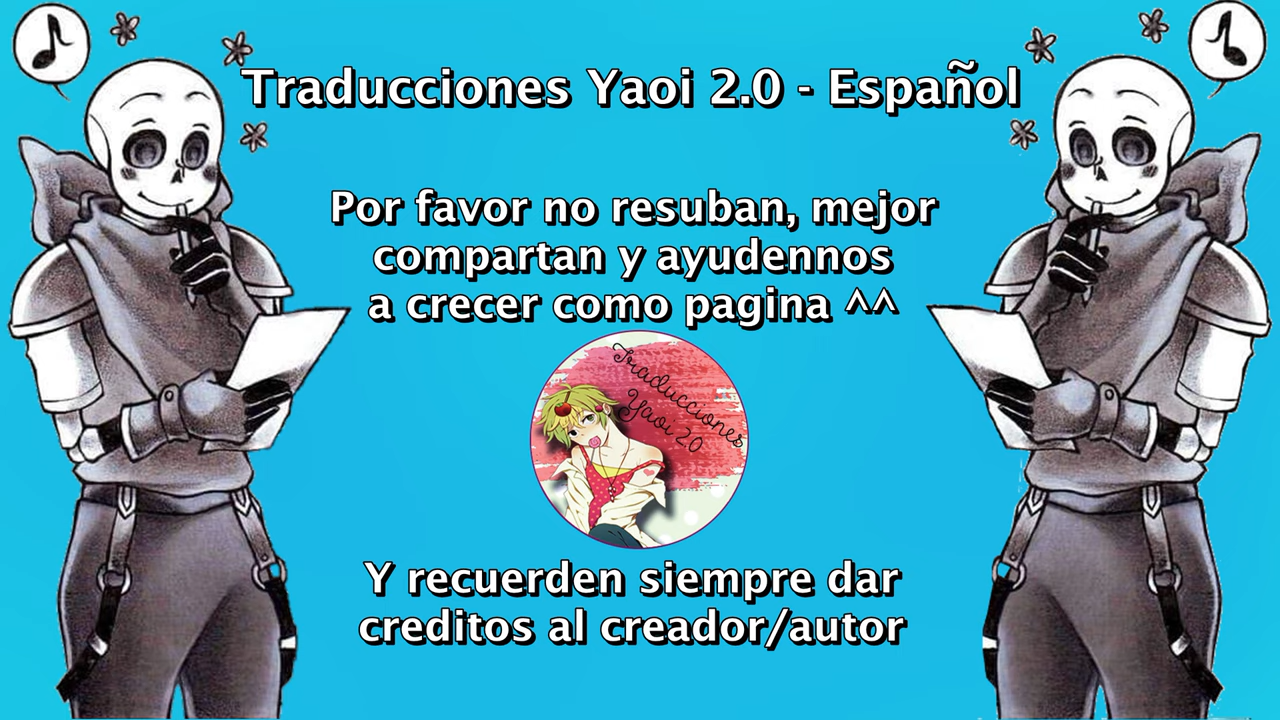 Traducciones Yaoi 2.0 - Español
Por favor no resuban, mejor
compartan y ayudennos
a crecer como pagina ^^
Traducciones
Yaoi 2.0
Y recuerden siempre dar
creditos al creador/autor